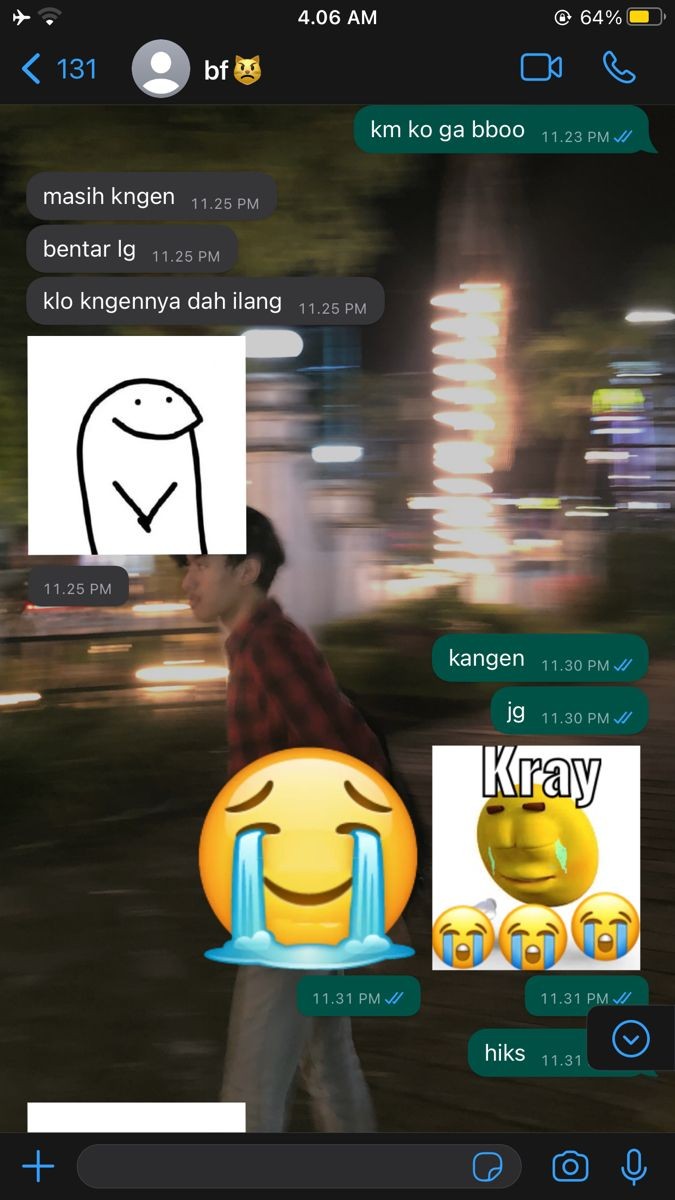 4.06 AM
64%
131
bf😾
km ko ga bboo 11.23 PM
masih kngen 11.25 PM
bentar lg 11.25 PM
klo kngennya dah ilang 11.25 PM
11.25 PM
kangen 11.30 PM
jg 11.30 PM
Kray
11.31 PM
11.31 PM
hiks 11.31